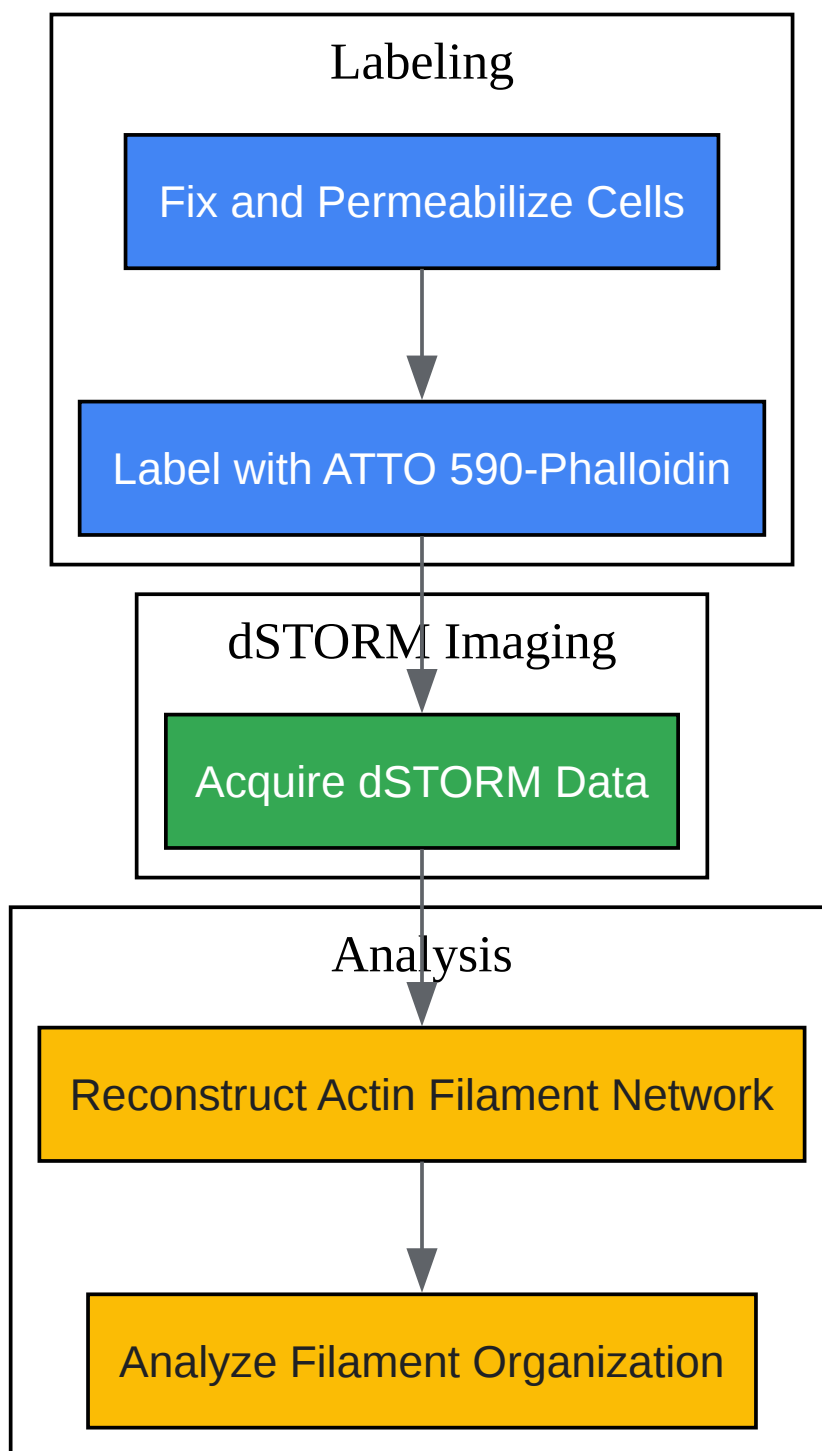 Labeling
Fix and Permeabilize Cells
Label with ATTO 590-Phalloidin
dSTORM Imaging
Acquire dSTORM Data
Analysis
Reconstruct Actin Filament Network
Analyze Filament Organization